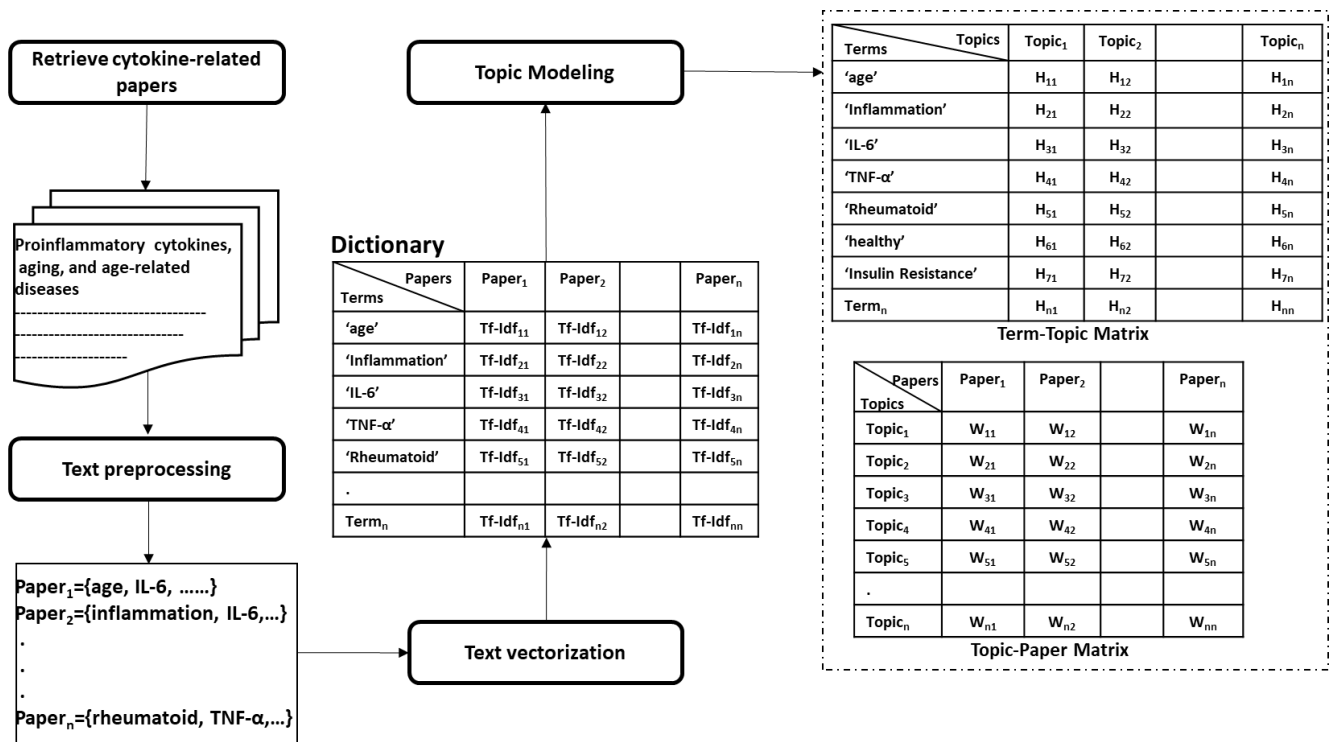 Retrieve cytokine-related
papers
Proinflammatory cytokines,
aging, and age-related
diseases
Text preprocessing
Paper₁={age, IL-6, ......}
Paper₂={inflammation, IL-6,...}
.
.
.
Paperₙ={rheumatoid, TNF-α,...}
Text vectorization
Dictionary
Papers Paper₁ Paper₂ Paperₙ
Terms
‘age’ Tf-Idf₁₁ Tf-Idf₁₂ Tf-Idf₁ₙ
‘Inflammation’ Tf-Idf₂₁ Tf-Idf₂₂ Tf-Idf₂ₙ
‘IL-6’ Tf-Idf₃₁ Tf-Idf₃₂ Tf-Idf₃ₙ
‘TNF-α’ Tf-Idf₄₁ Tf-Idf₄₂ Tf-Idf₄ₙ
‘Rheumatoid’ Tf-Idf₅₁ Tf-Idf₅₂ Tf-Idf₅ₙ
.
Termₙ Tf-Idfₙ₁ Tf-Idfₙ₂ Tf-Idfₙₙ
Topic Modeling
Topics Topic₁ Topic₂ Topicₙ
Terms
‘age’ H₁₁ H₁₂ H₁ₙ
‘Inflammation’ H₂₁ H₂₂ H₂ₙ
‘IL-6’ H₃₁ H₃₂ H₃ₙ
‘TNF-α’ H₄₁ H₄₂ H₄ₙ
‘Rheumatoid’ H₅₁ H₅₂ H₅ₙ
‘healthy’ H₆₁ H₆₂ H₆ₙ
‘Insulin Resistance’ H₇₁ H₇₂ H₇ₙ
Termₙ Hₙ₁ Hₙ₂ Hₙₙ
Term-Topic Matrix
Papers Paper₁ Paper₂ Paperₙ
Topics
Topic₁ W₁₁ W₁₂ W₁ₙ
Topic₂ W₂₁ W₂₂ W₂ₙ
Topic₃ W₃₁ W₃₂ W₃ₙ
Topic₄ W₄₁ W₄₂ W₄ₙ
Topic₅ W₅₁ W₅₂ W₅ₙ
.
Topicₙ Wₙ₁ Wₙ₂ Wₙₙ
Topic-Paper Matrix